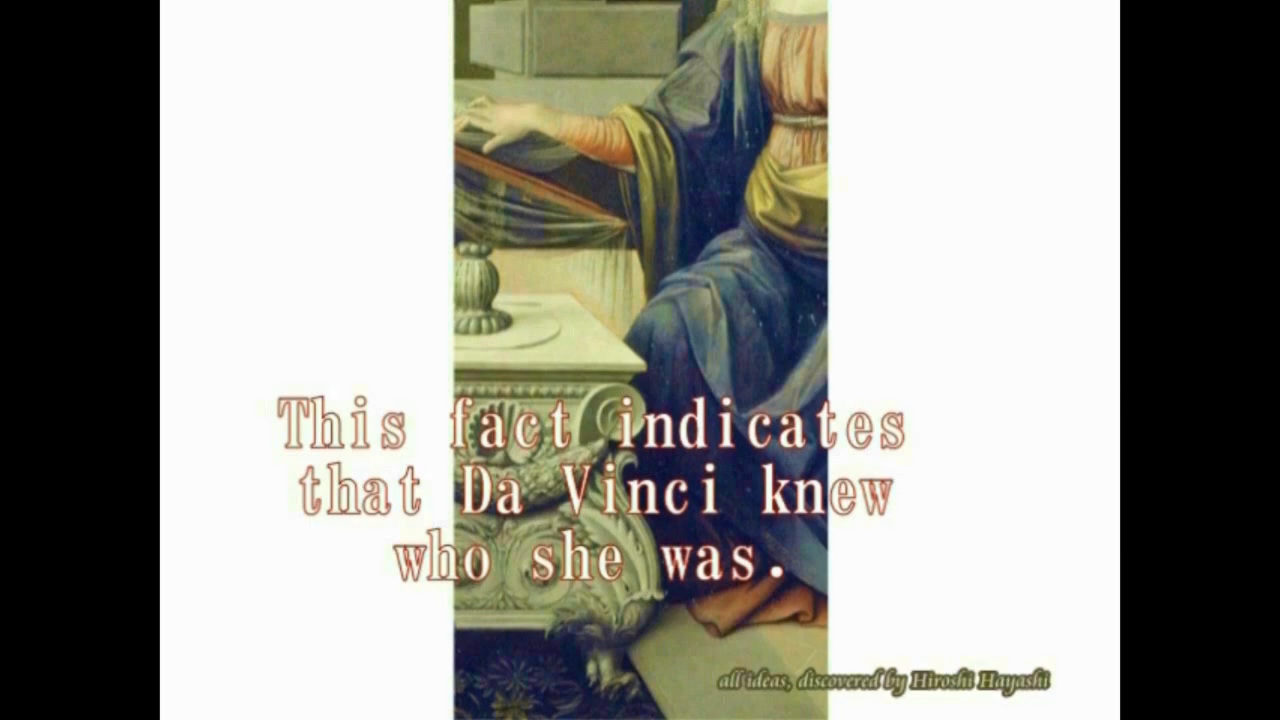 This fact indicates
that Da Vinci knew
who she was.
all ideas, discovered by Hiroshi Hayashi